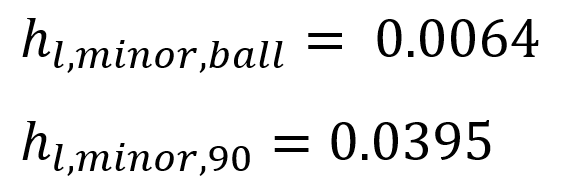 h_{l,minor,ball} = 0.0064
h_{l,minor,90} = 0.0395